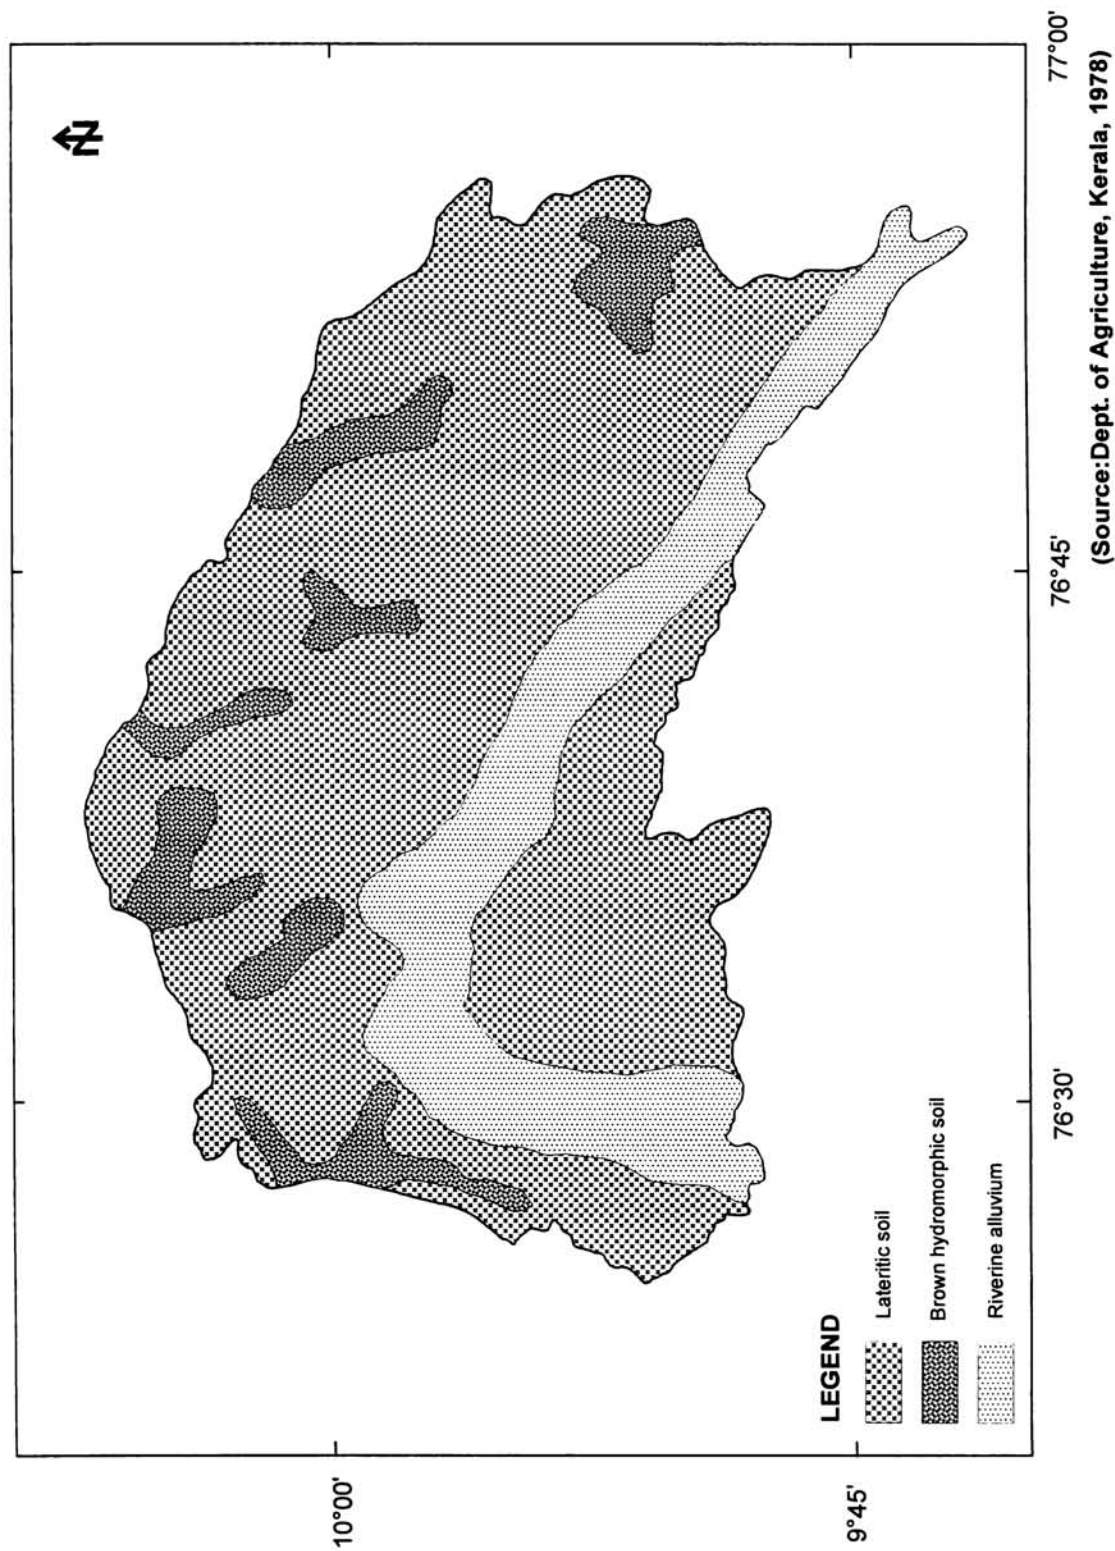 N
10°00'
9°45'
LEGEND
Lateritic soil
Brown hydromorphic soil
Riverine alluvium
76°30'
76°45'
77°00'
(Source:Dept. of Agriculture, Kerala, 1978)